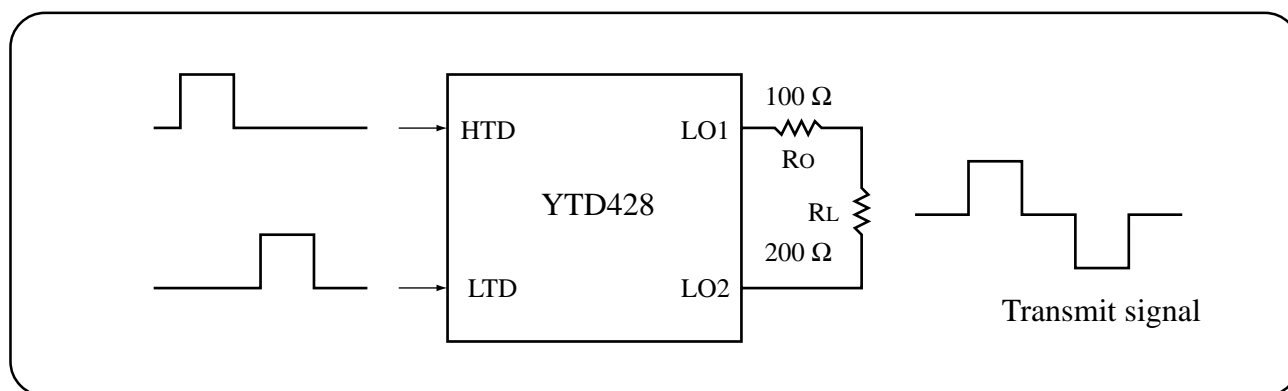 100 Ω
HTD
LO1
RO
YTD428
RL
200 Ω
LTD
LO2
Transmit signal